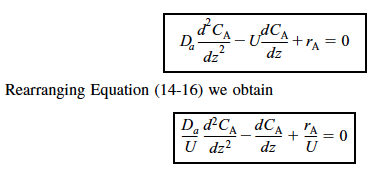 D_a d²C_A/dz² − U dC_A/dz + r_A = 0
Rearranging Equation (14-16) we obtain
D_a/U d²C_A/dz² − dC_A/dz + r_A/U = 0